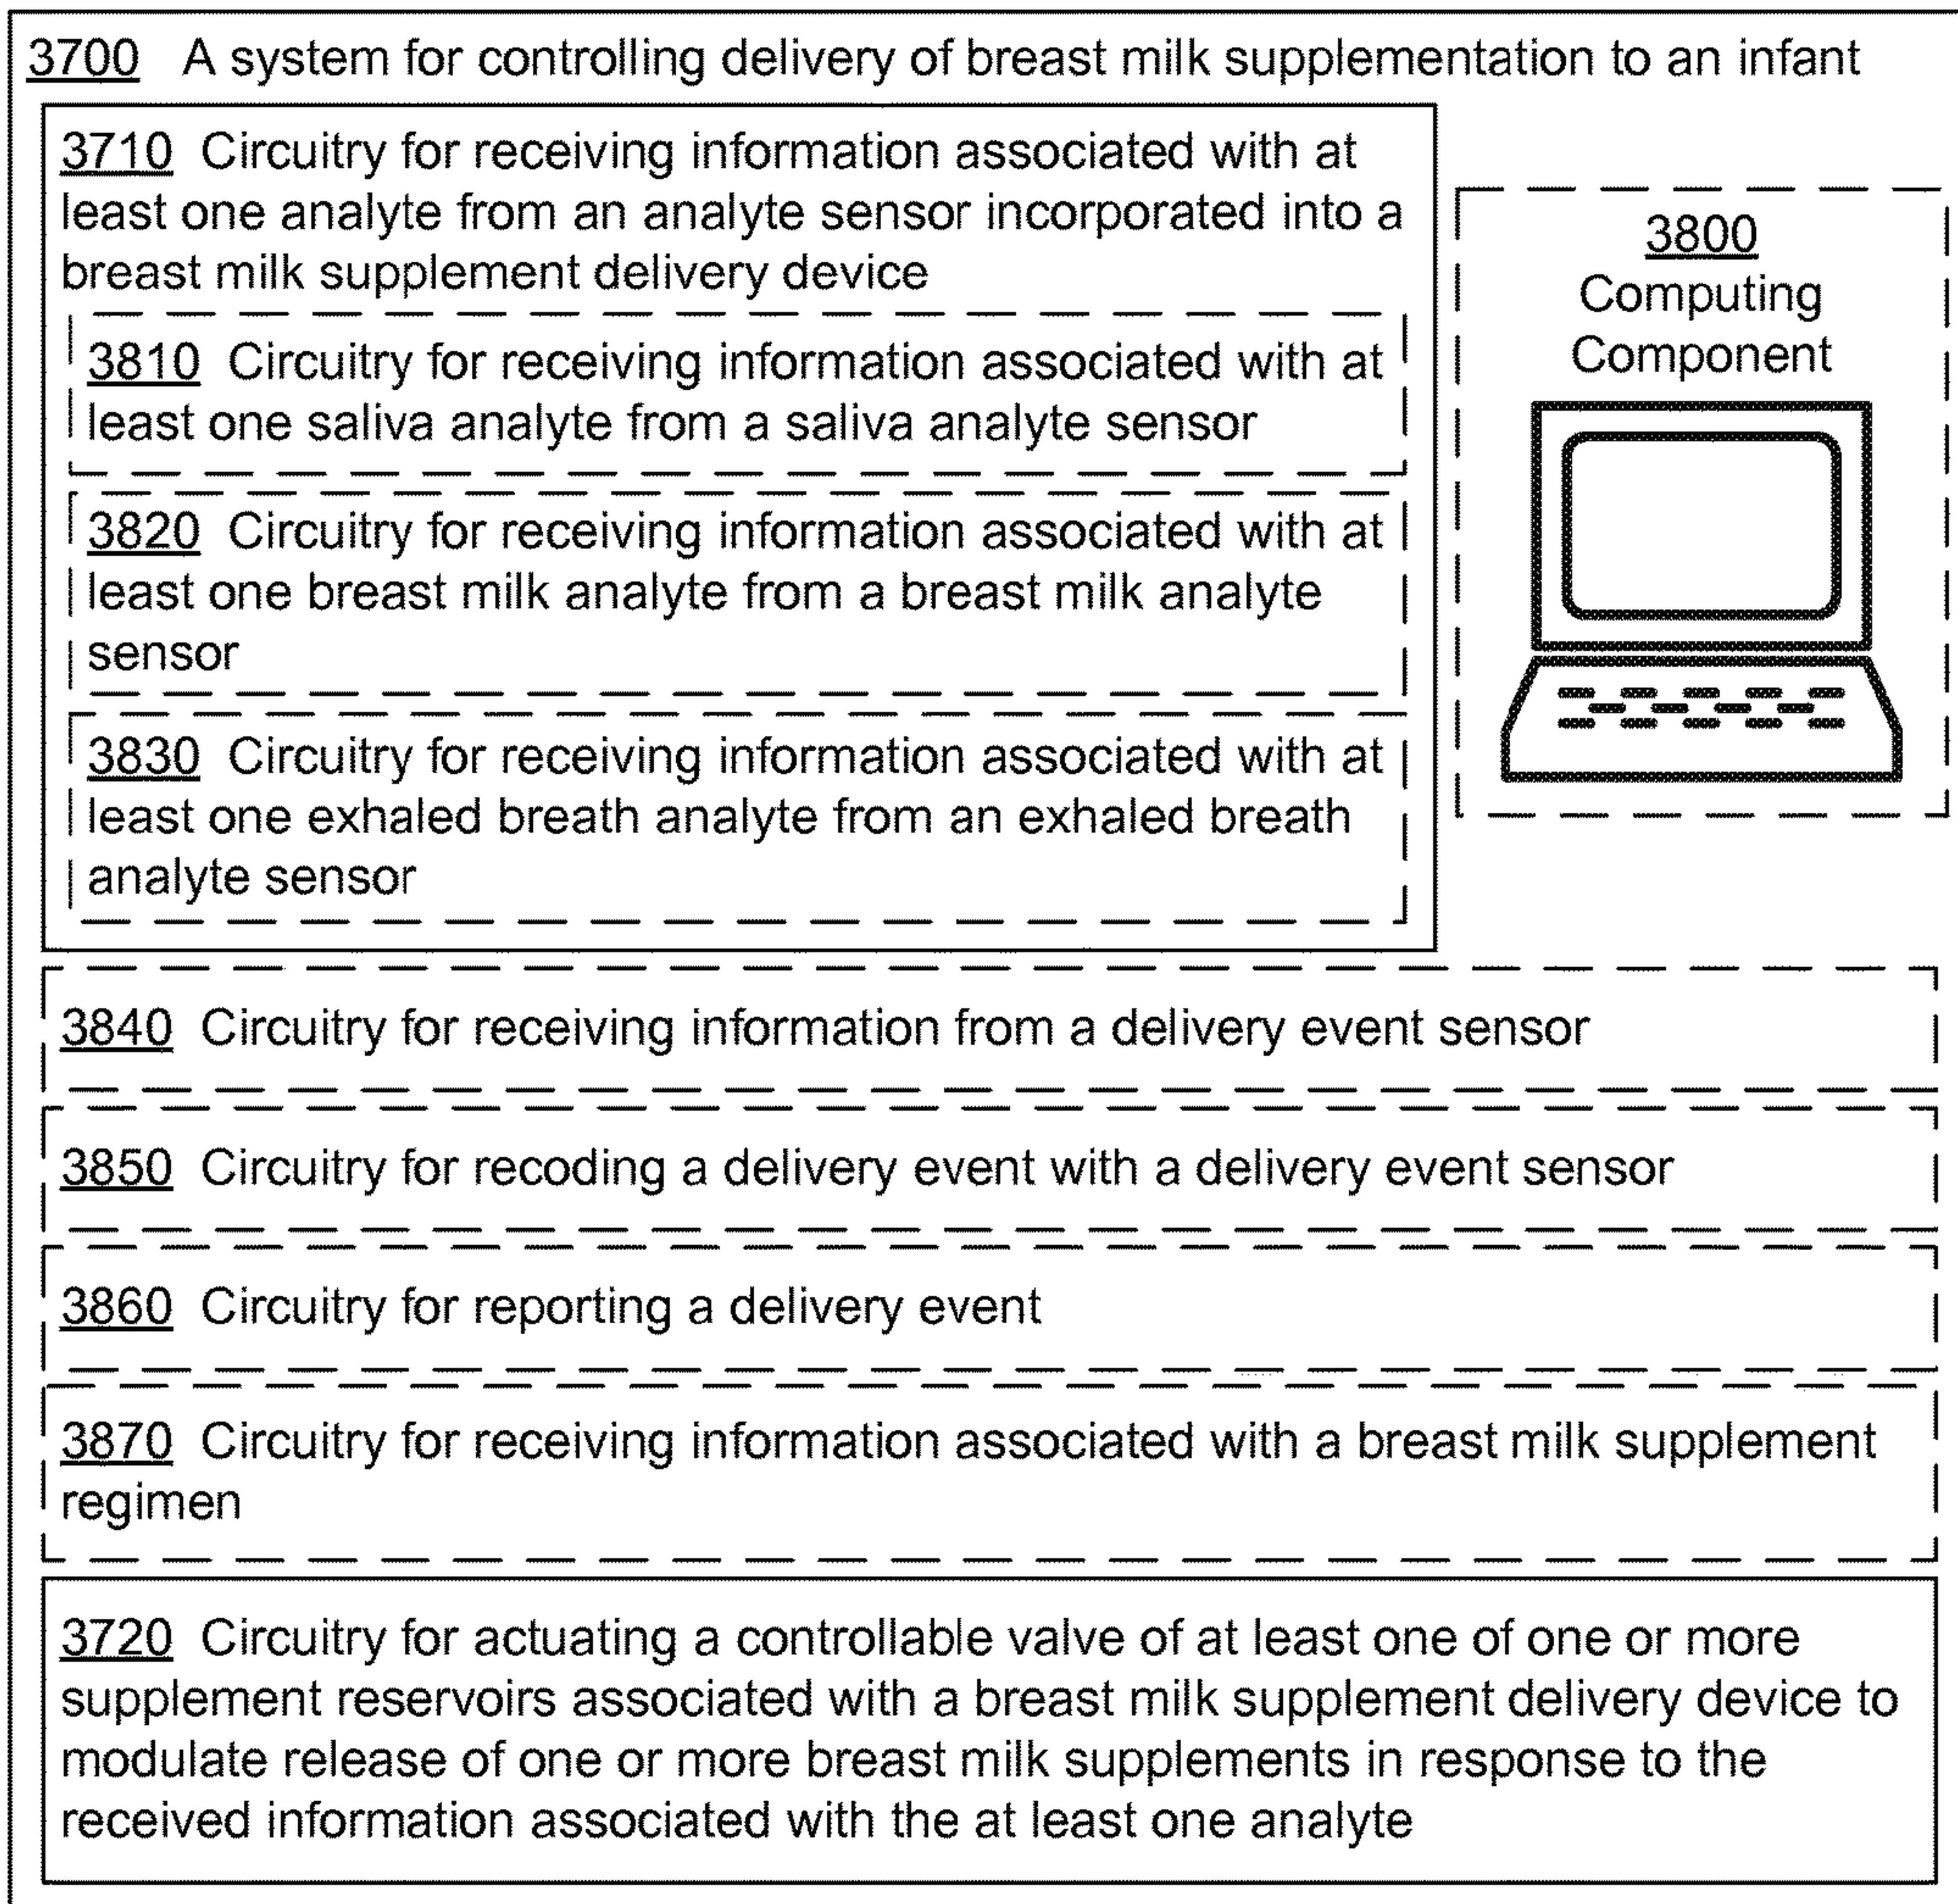 3700 A system for controlling delivery of breast milk supplementation to an infant
3710 Circuitry for receiving information associated with at
least one analyte from an analyte sensor incorporated into a
breast milk supplement delivery device
3810 Circuitry for receiving information associated with at
least one saliva analyte from a saliva analyte sensor
3820 Circuitry for receiving information associated with at
least one breast milk analyte from a breast milk analyte
sensor
3830 Circuitry for receiving information associated with at
least one exhaled breath analyte from an exhaled breath
analyte sensor
3800
Computing
Component
3840 Circuitry for receiving information from a delivery event sensor
3850 Circuitry for recoding a delivery event with a delivery event sensor
3860 Circuitry for reporting a delivery event
3870 Circuitry for receiving information associated with a breast milk supplement
regimen
3720 Circuitry for actuating a controllable valve of at least one of one or more
supplement reservoirs associated with a breast milk supplement delivery device to
modulate release of one or more breast milk supplements in response to the
received information associated with the at least one analyte